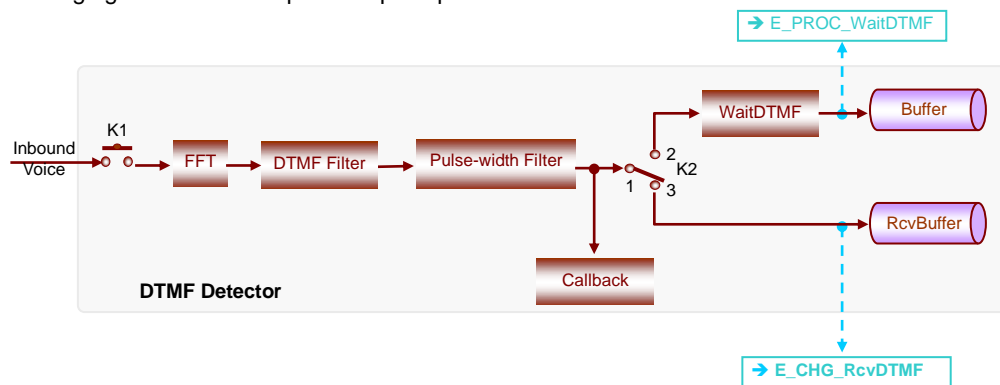 → E_PROC_WaitDTMF
WaitDTMF
Buffer
K1
Inbound
Voice
FFT
DTMF Filter
Pulse-width Filter
2
K2
1
3
RcvBuffer
Callback
DTMF Detector
→ E_CHG_RcvDTMF